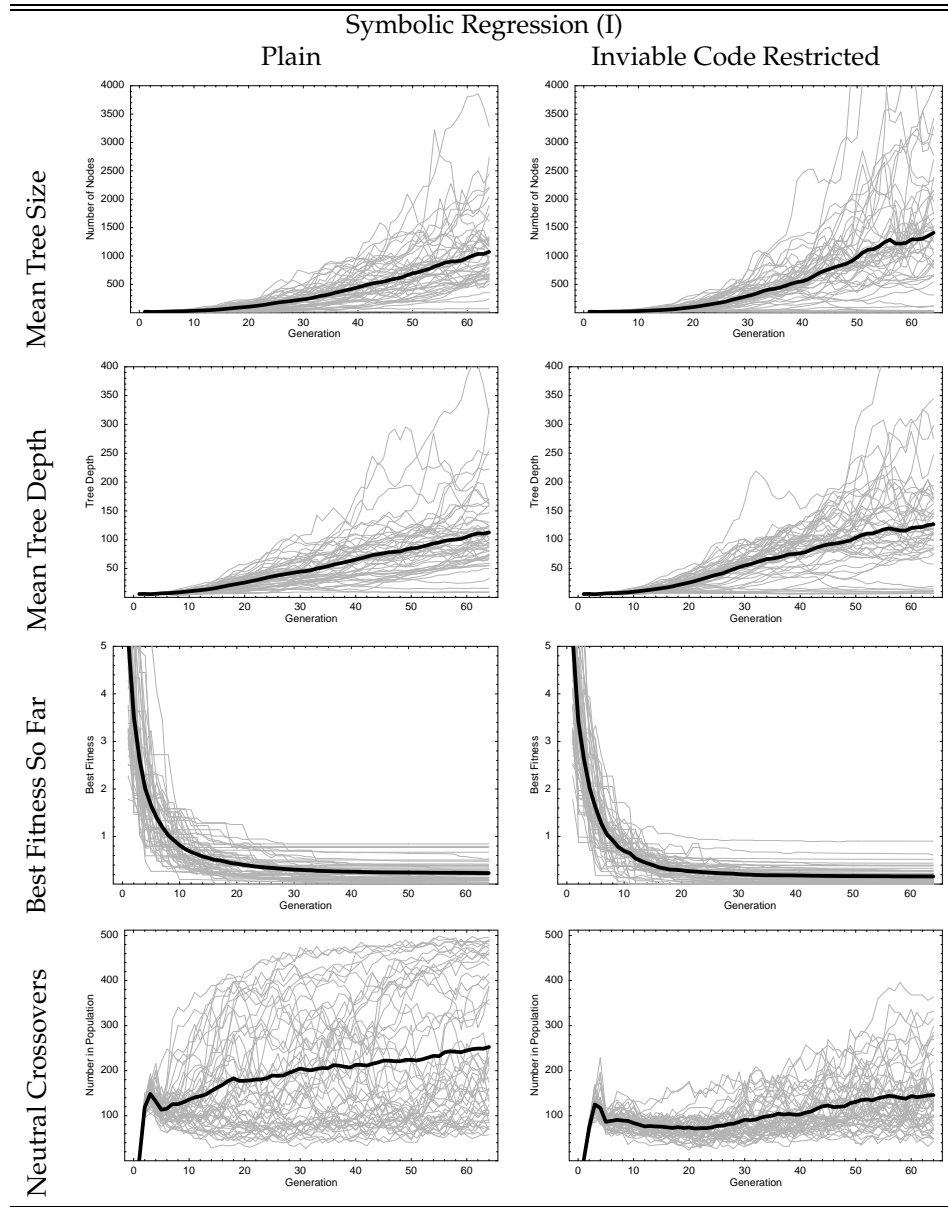 Symbolic Regression (I)
Plain
Inviable Code Restricted
Mean Tree Size
Number of Nodes
4000
3500
3000
2500
2000
1500
1000
500
0 10 20 30 40 50 60
Generation
Number of Nodes
4000
3500
3000
2500
2000
1500
1000
500
0 10 20 30 40 50 60
Generation
Mean Tree Depth
Tree Depth
400
350
300
250
200
150
100
50
0 10 20 30 40 50 60
Generation
Tree Depth
400
350
300
250
200
150
100
50
0 10 20 30 40 50 60
Generation
Best Fitness So Far
Best Fitness
5
4
3
2
1
0 10 20 30 40 50 60
Generation
Best Fitness
5
4
3
2
1
0 10 20 30 40 50 60
Generation
Neutral Crossovers
Number in Population
500
400
300
200
100
0 10 20 30 40 50 60
Generation
Number in Population
500
400
300
200
100
0 10 20 30 40 50 60
Generation